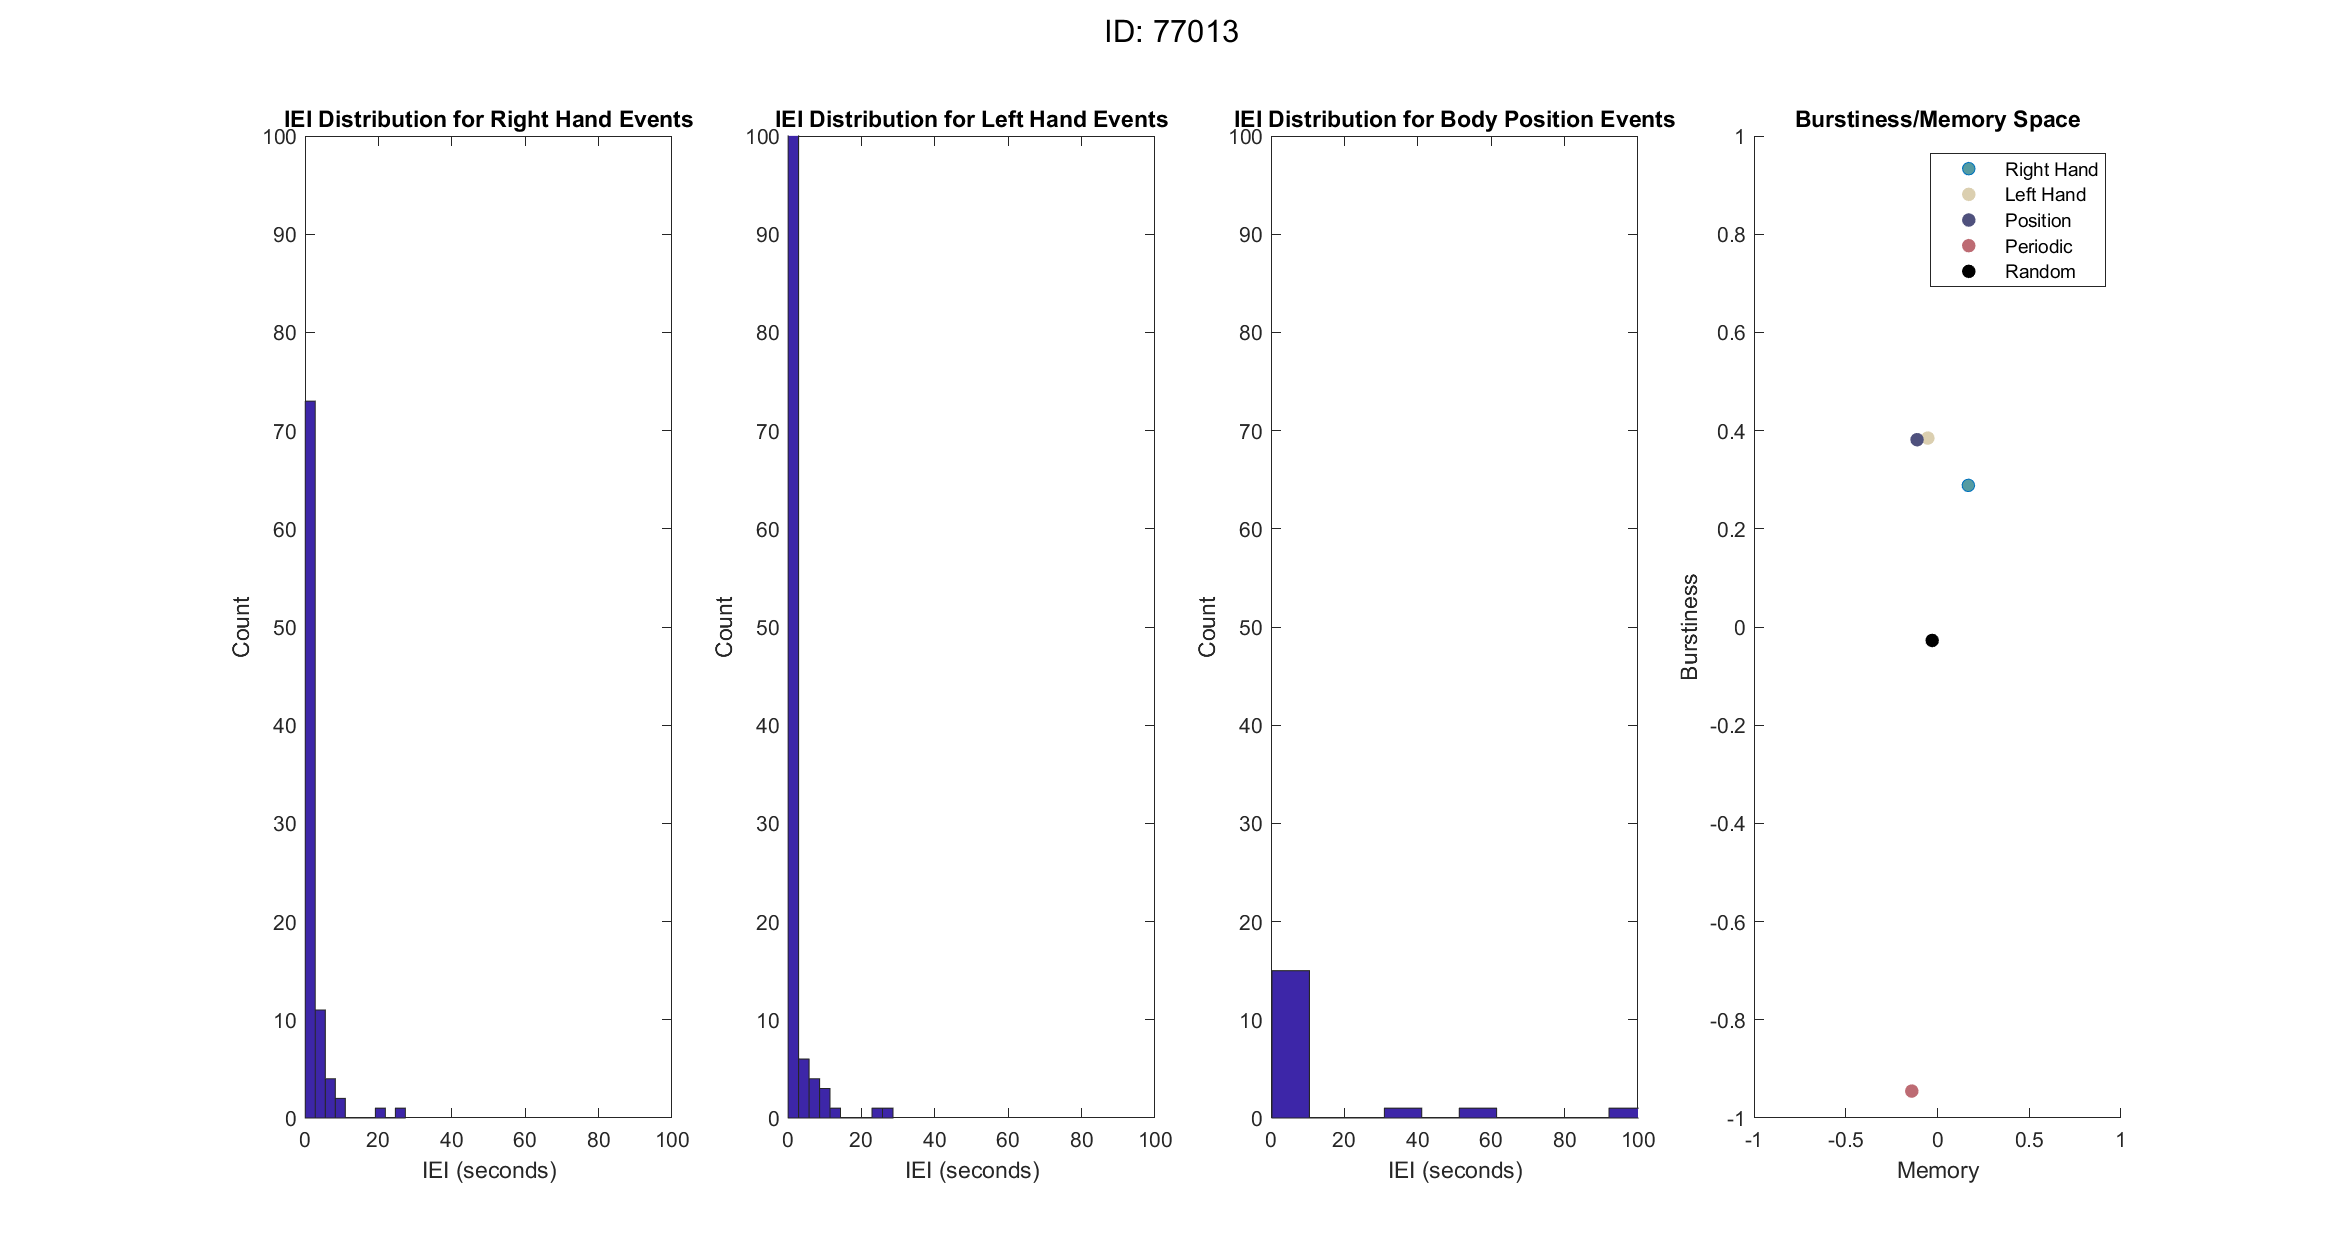 ID: 77013
IEI Distribution for Right Hand Events
100
90
80
70
60
50
40
30
20
10
0
Count
0 20 40 60 80 100
IEI (seconds)
IEI Distribution for Left Hand Events
100
90
80
70
60
50
40
30
20
10
0
Count
0 20 40 60 80 100
IEI (seconds)
IEI Distribution for Body Position Events
100
90
80
70
60
50
40
30
20
10
0
Count
0 20 40 60 80 100
IEI (seconds)
Burstiness/Memory Space
Right Hand
Left Hand
Position
Periodic
Random
1
0.8
0.6
0.4
0.2
0
-0.2
-0.4
-0.6
-0.8
-1
Burstiness
-1 -0.5 0 0.5 1
Memory